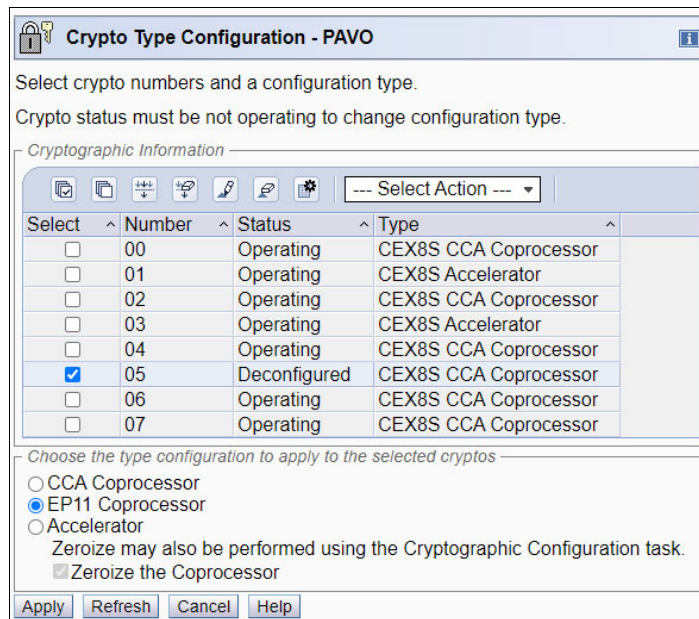 Crypto Type Configuration - PAVO
i
Select crypto numbers and a configuration type.
Crypto status must be not operating to change configuration type.
Cryptographic Information
--- Select Action ---
Select Number Status Type
00 Operating CEX8S CCA Coprocessor
01 Operating CEX8S Accelerator
02 Operating CEX8S CCA Coprocessor
03 Operating CEX8S Accelerator
04 Operating CEX8S CCA Coprocessor
05 Deconfigured CEX8S CCA Coprocessor
06 Operating CEX8S CCA Coprocessor
07 Operating CEX8S CCA Coprocessor
Choose the type configuration to apply to the selected cryptos
CCA Coprocessor
EP11 Coprocessor
Accelerator
Zeroize may also be performed using the Cryptographic Configuration task.
Zeroize the Coprocessor
Apply Refresh Cancel Help